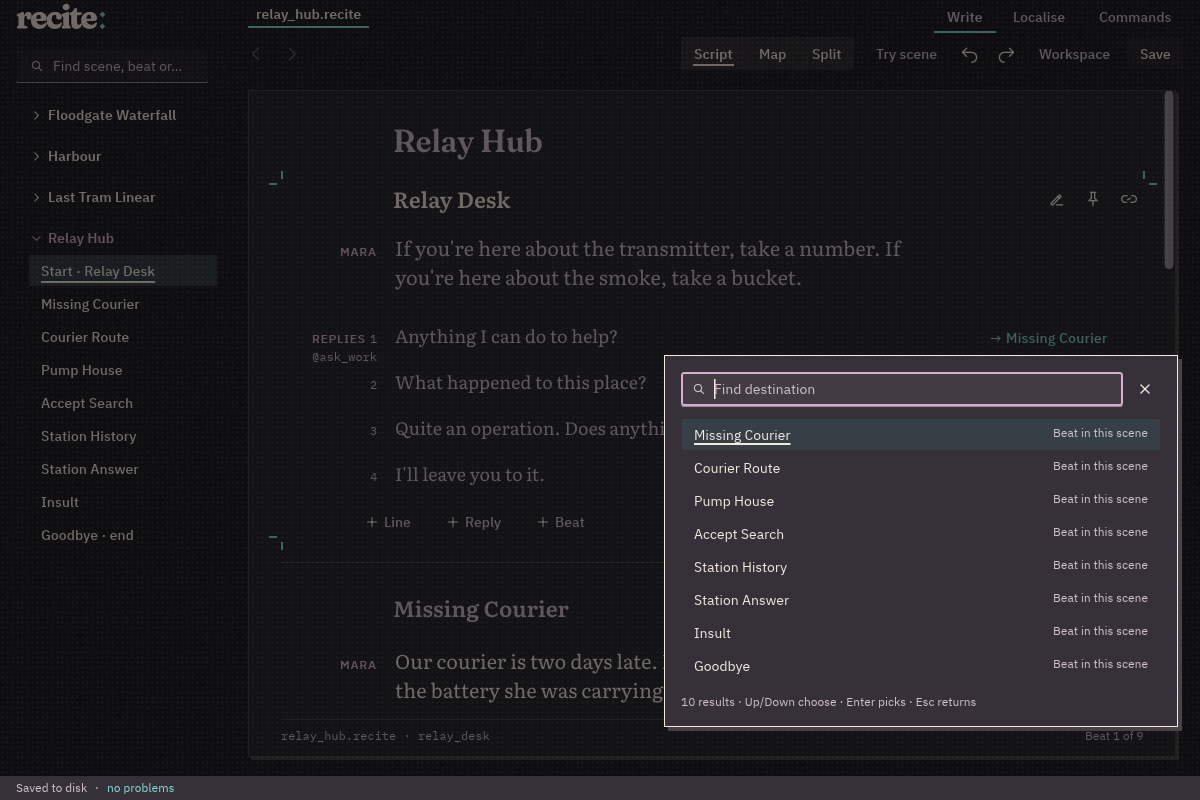 recite:
relay_hub.recite
Write
Localise
Commands
Find scene, beat or...
Script
Map
Split
Try scene
Workspace
Save
Floodgate Waterfall
Harbour
Last Tram Linear
Relay Hub
Start · Relay Desk
Missing Courier
Courier Route
Pump House
Accept Search
Station History
Station Answer
Insult
Goodbye · end
Relay Hub
Relay Desk
MARA
If you're here about the transmitter, take a number. If
you're here about the smoke, take a bucket.
REPLIES 1
Anything I can do to help?
→ Missing Courier
@ask_work
2
What happened to this place?
3
Quite an operation. Does anythi
4
I'll leave you to it.
+ Line
+ Reply
+ Beat
Missing Courier
MARA
Our courier is two days late.
the battery she was carrying
relay_hub.recite · relay_desk
Beat 1 of 9
Find destination
Missing Courier
Beat in this scene
Courier Route
Beat in this scene
Pump House
Beat in this scene
Accept Search
Beat in this scene
Station History
Beat in this scene
Station Answer
Beat in this scene
Insult
Beat in this scene
Goodbye
Beat in this scene
10 results · Up/Down choose · Enter picks · Esc returns
Saved to disk · no problems